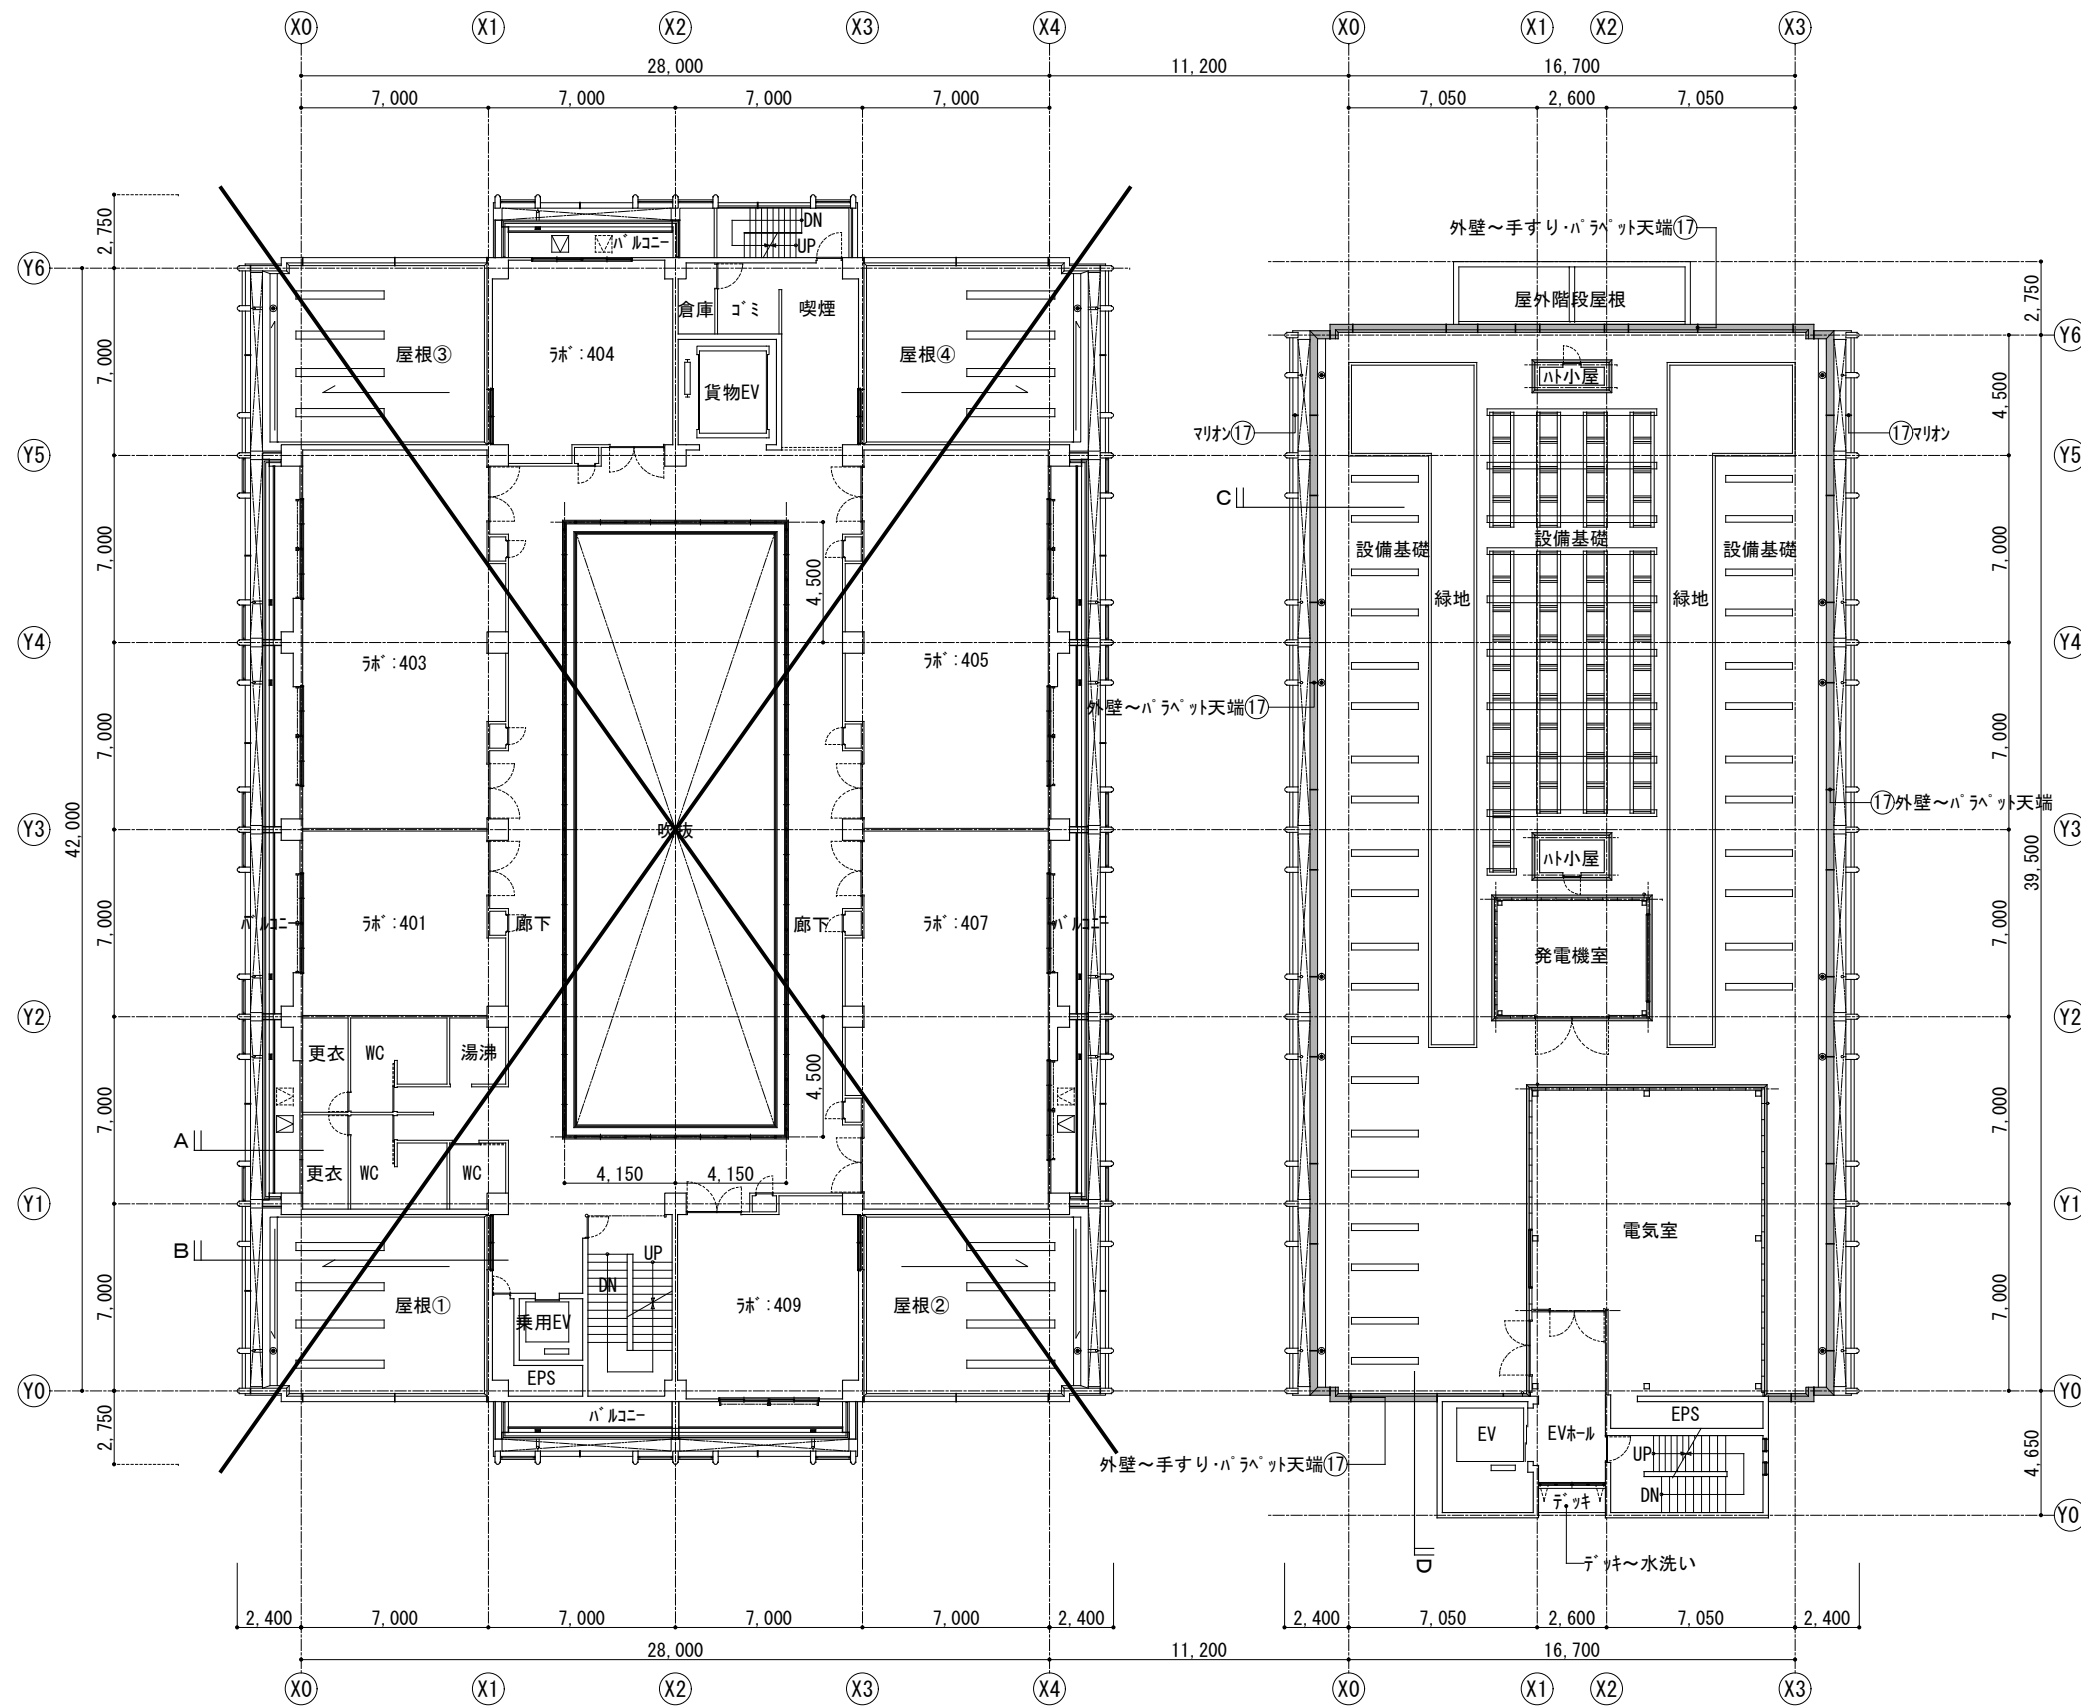 X0 X1 X2 X3 X4 X0 X1 X2 X3
28,000 11,200 16,700
7,000 7,000 7,000 7,000 7,050 2,600 7,050
2,750
DN
UP
バルコニー
外壁～手すり・パラペット天端⑰
Y6
屋外階段屋根
2,750
Y6
倉庫 ゴミ 喫煙
屋根③ ラボ:404 屋根④
貨物EV
ハト小屋
7,000
4,500
マリオン⑰
⑰マリオン
Y5 Y5
C
7,000
4,500
設備基礎 設備基礎 設備基礎
7,000
緑地 緑地
Y4 Y4
ラボ:403 ラボ:405
外壁～パラペット天端⑰
7,000
7,000
⑰外壁～パラペット天端
Y3 吹抜 Y3
42,000
39,500
ハト小屋
バルコニー ラボ:401 廊下 廊下 ラボ:407 バルコニー
7,000
発電機室
7,000
Y2 Y2
更衣 WC 湯沸
4,500
7,000
7,000
A
更衣 WC WC
4,150 4,150
Y1 Y1
電気室
B
UP
DN
7,000
7,000
屋根① 乗用EV ラボ:409 屋根②
EPS
Y0 Y0
バルコニー
2,750
EPS
EV EVホール
UP
DN
4,650
外壁～手すり・パラペット天端⑰
デッキ
Y0
D
デッキ～水洗い
2,400 7,000 7,000 7,000 7,000 2,400 2,400 7,050 2,600 7,050 2,400
28,000 11,200 16,700
X0 X1 X2 X3 X4 X0 X1 X2 X3